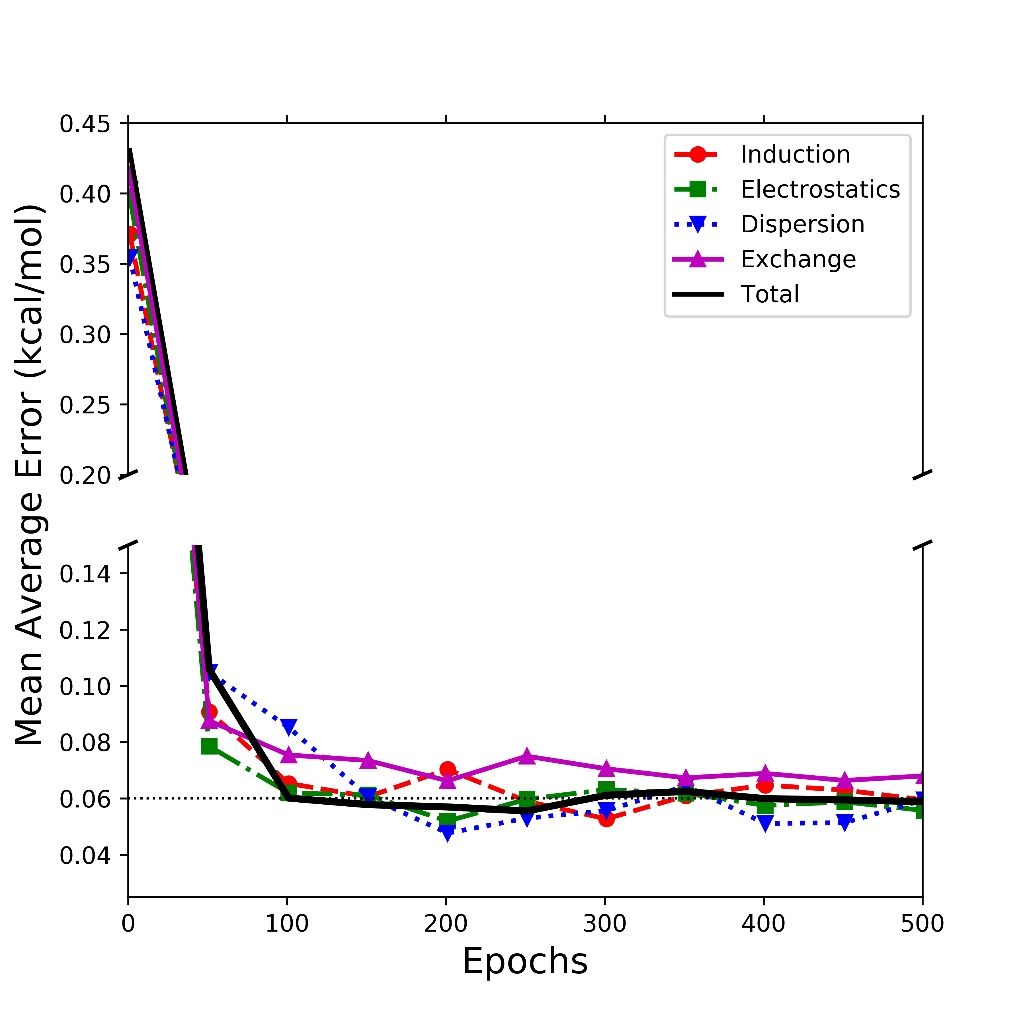 0.45
0.40
0.35
0.30
0.25
0.20
0.14
0.12
0.10
0.08
0.06
0.04
Mean Average Error (kcal/mol)
Induction
Electrostatics
Dispersion
Exchange
Total
0 100 200 300 400 500
Epochs